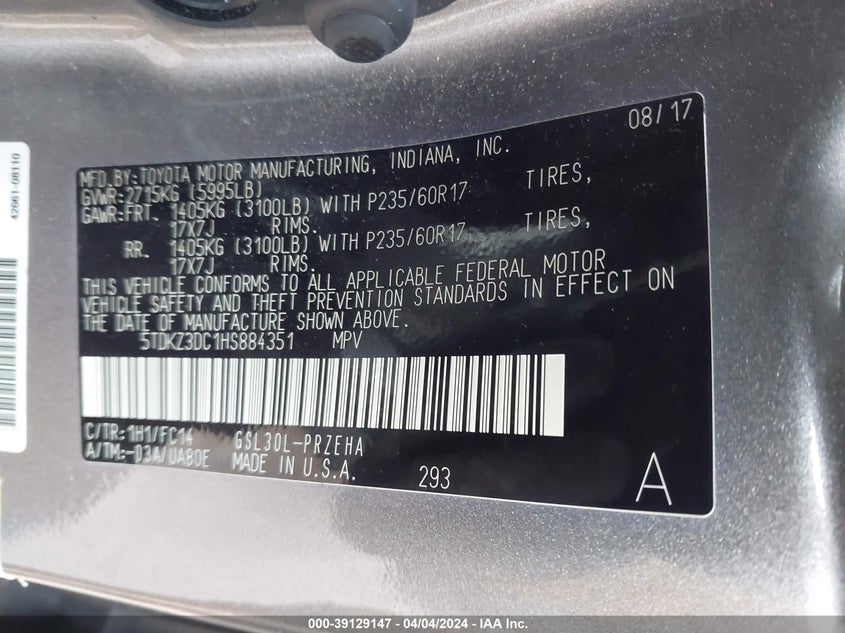 42661-08110
08/17
MFD.BY:TOYOTA MOTOR MANUFACTURING, INDIANA, INC.
GVWR:2715KG (5995LB)
GAWR:FRT. 1405KG (3100LB) WITH P235/60R17 TIRES,
17X7J RIMS.
RR. 1405KG (3100LB) WITH P235/60R17 TIRES,
17X7J RIMS.
THIS VEHICLE CONFORMS TO ALL APPLICABLE FEDERAL MOTOR
VEHICLE SAFETY AND THEFT PREVENTION STANDARDS IN EFFECT ON
THE DATE OF MANUFACTURE SHOWN ABOVE.
5TDKZ3DC1HS884351 MPV
C/TR:1H1/FC14 GSL30L-PRZEHA
A/TM:-03A/UA80E MADE IN U.S.A. 293 A
000-39129147 - 04/04/2024 - IAA Inc.